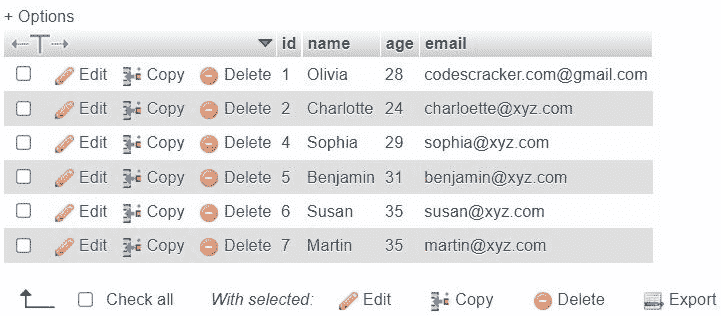 + Options
id name age email
Edit Copy Delete 1 Olivia 28 codescracker.com@gmail.com
Edit Copy Delete 2 Charlotte 24 charloette@xyz.com
Edit Copy Delete 4 Sophia 29 sophia@xyz.com
Edit Copy Delete 5 Benjamin 31 benjamin@xyz.com
Edit Copy Delete 6 Susan 35 susan@xyz.com
Edit Copy Delete 7 Martin 35 martin@xyz.com
Check all With selected: Edit Copy Delete Export